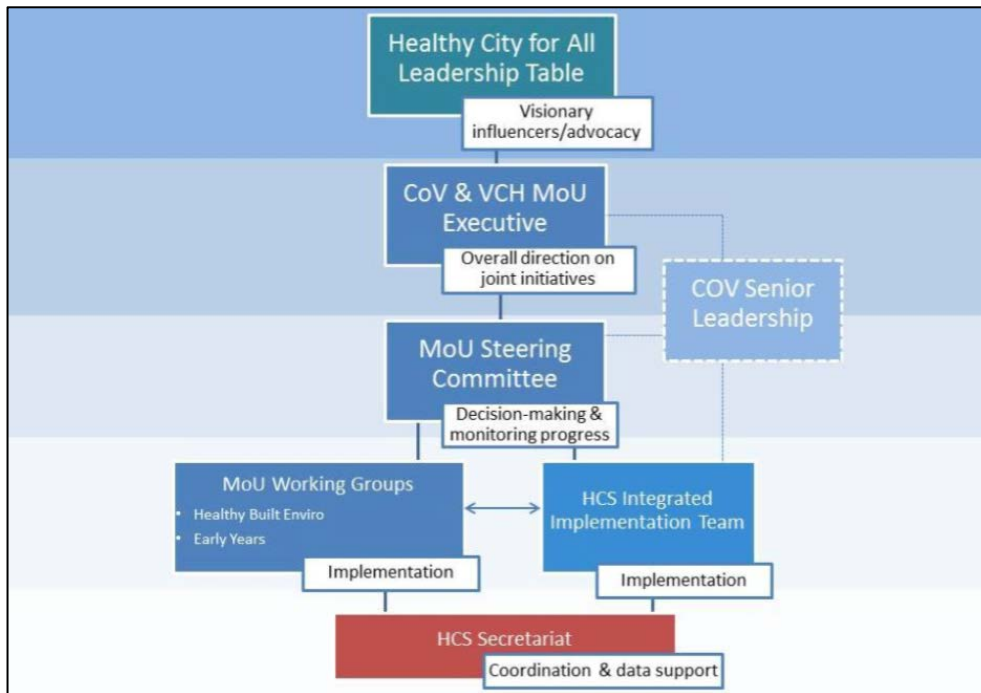 Healthy City for All
Leadership Table
Visionary
influencers/advocacy
CoV & VCH MoU
Executive
Overall direction on
joint initiatives
COV Senior
Leadership
MoU Steering
Committee
Decision-making &
monitoring progress
MoU Working Groups
• Healthy Built Enviro
• Early Years
Implementation
HCS Integrated
Implementation Team
Implementation
HCS Secretariat
Coordination & data support